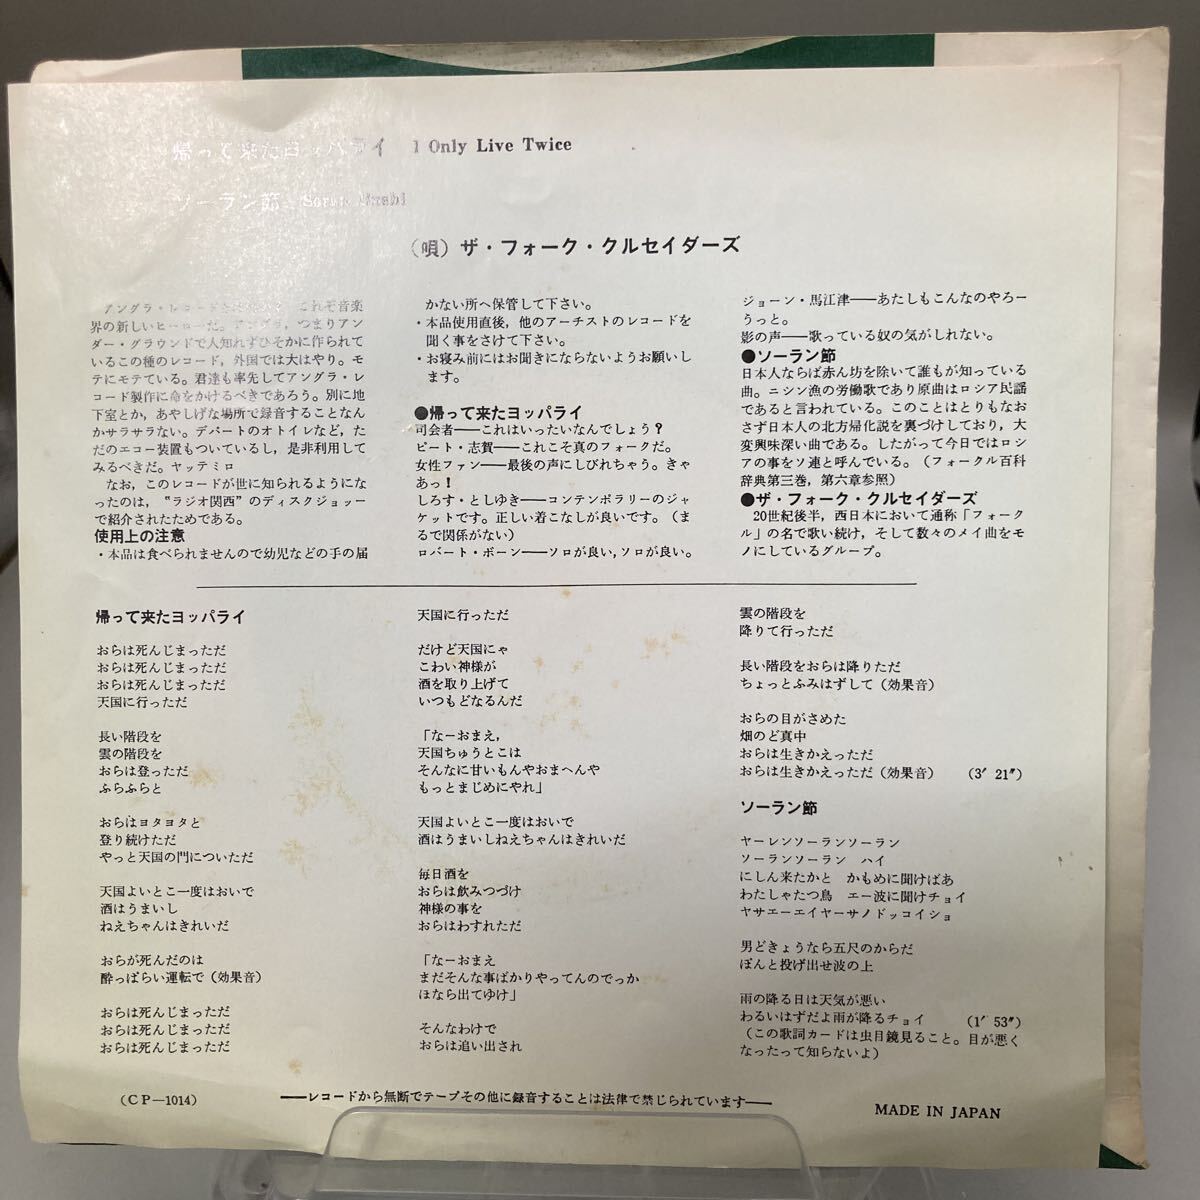 帰って来たヨッパライ I Only Live Twice
ソーラン節
(唄) ザ・フォーク・クルセイダーズ
これぞ音楽
界の新しいヒーローだ。アングラ,つまりアン
ダー・グラウンドで人知れずひそかに作られて
いるこの種のレコード,外国では大はやり。モ
テにモテている。君達も率先してアングラ・レ
コード製作に命をかけるべきであろう。別に地
下室とか,あやしげな場所で録音することなん
かサラサラない。デパートのオトイレなど,た
だのエコー装置もついているし,是非利用して
みるべきだ。ヤッテミロ
なお,このレコードが世に知られるようにな
ったのは,“ラジオ関西”のディスクジョッー
で紹介されたためである。
使用上の注意
・本品は食べられませんので幼児などの手の届
かない所へ保管して下さい。
・本品使用直後,他のアーチストのレコードを
聞く事をさけて下さい。
・お寝み前にはお聞きにならないようお願いし
ます。
●帰って来たヨッパライ
司会者——これはいったいなんでしょう?
ピート・志賀——これこそ真のフォークだ。
女性ファン——最後の声にしびれちゃう。きゃ
あっ!
しろす・としゆき——コンテンポラリーのジャ
ケットです。正しい着こなしが良いです。(ま
るで関係がない)
ロバート・ボーン——ソロが良い,ソロが良い。
ジョーン・馬江津——あたしもこんなのやろー
うっと。
影の声——歌っている奴の気がしれない。
●ソーラン節
日本人ならば赤ん坊を除いて誰もが知っている
曲。ニシン漁の労働歌であり原曲はロシア民謡
であると言われている。このことはとりもなお
さず日本人の北方帰化説を裏づけしており,大
変興味深い曲である。したがって今日ではロシ
アの事をソ連と呼んでいる。(フォークル百科
辞典第三巻,第六章参照)
●ザ・フォーク・クルセイダーズ
20世紀後半,西日本において通称「フォーク
ル」の名で歌い続け,そして数々のメイ曲をモ
ノにしているグループ。
帰って来たヨッパライ
おらは死んじまっただ
おらは死んじまっただ
おらは死んじまっただ
天国に行っただ
長い階段を
雲の階段を
おらは登っただ
ふらふらと
おらはヨタヨタと
登り続けただ
やっと天国の門についただ
天国よいとこ一度はおいで
酒はうまいし
ねえちゃんはきれいだ
おらが死んだのは
酔っぱらい運転で(効果音)
おらは死んじまっただ
おらは死んじまっただ
おらは死んじまっただ
天国に行っただ
だけど天国にゃ
こわい神様が
酒を取り上げて
いつもどなるんだ
「なーおまえ,
天国ちゅうとこは
そんなに甘いもんやおまへんや
もっとまじめにやれ」
天国よいとこ一度はおいで
酒はうまいしねえちゃんはきれいだ
毎日酒を
おらは飲みつづけ
神様の事を
おらはわすれただ
「なーおまえ
まだそんな事ばかりやってんのでっか
ほなら出てゆけ」
そんなわけで
おらは追い出され
雲の階段を
降りて行っただ
長い階段をおらは降りただ
ちょっとふみはずして(効果音)
おらの目がさめた
畑のど真中
おらは生きかえっただ
おらは生きかえっただ(効果音) (3′21″)
ソーラン節
ヤーレンソーランソーラン
ソーランソーラン ハイ
にしん来たかと かもめに聞けばあ
わたしゃたつ鳥 エー波に聞けチョイ
ヤサエーエイヤーサノドッコイショ
男どきょうなら五尺のからだ
ぼんと投げ出せ波の上
雨の降る日は天気が悪い
わるいはずだよ雨が降るチョイ (1′53″)
(この歌詞カードは虫目鏡見ること。目が悪く
なったって知らないよ)
(CP—1014)
——レコードから無断でテープその他に録音することは法律で禁じられています——
MADE IN JAPAN